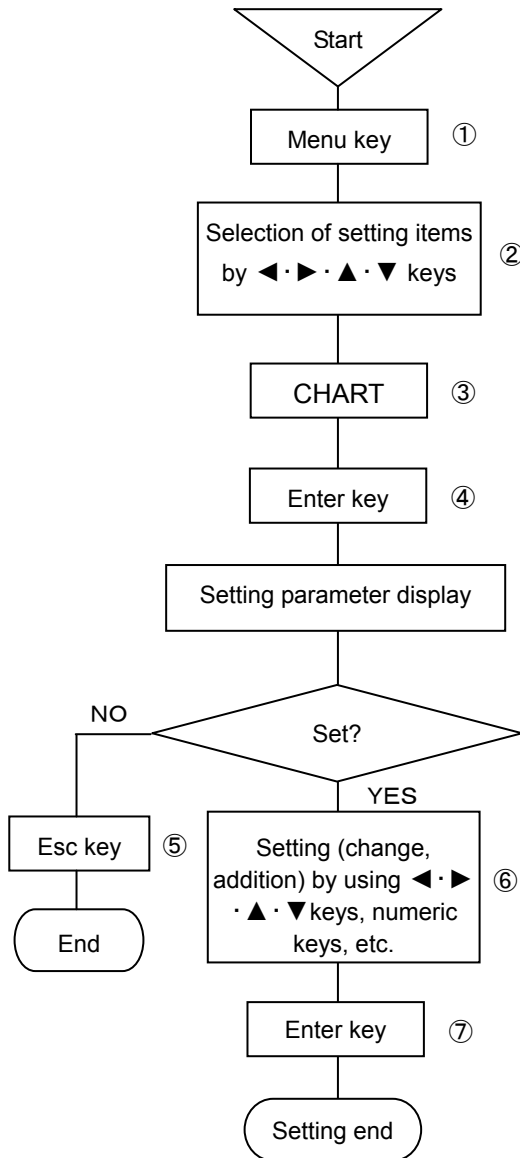 Start
Menu key ①
Selection of setting items ②
by ◀・▶・▲・▼ keys
CHART ③
Enter key ④
Setting parameter display
NO
Set?
YES
Esc key ⑤
End
Setting (change,
addition) by using ◀・▶ ⑥
・▲・▼keys, numeric
keys, etc.
Enter key ⑦
Setting end